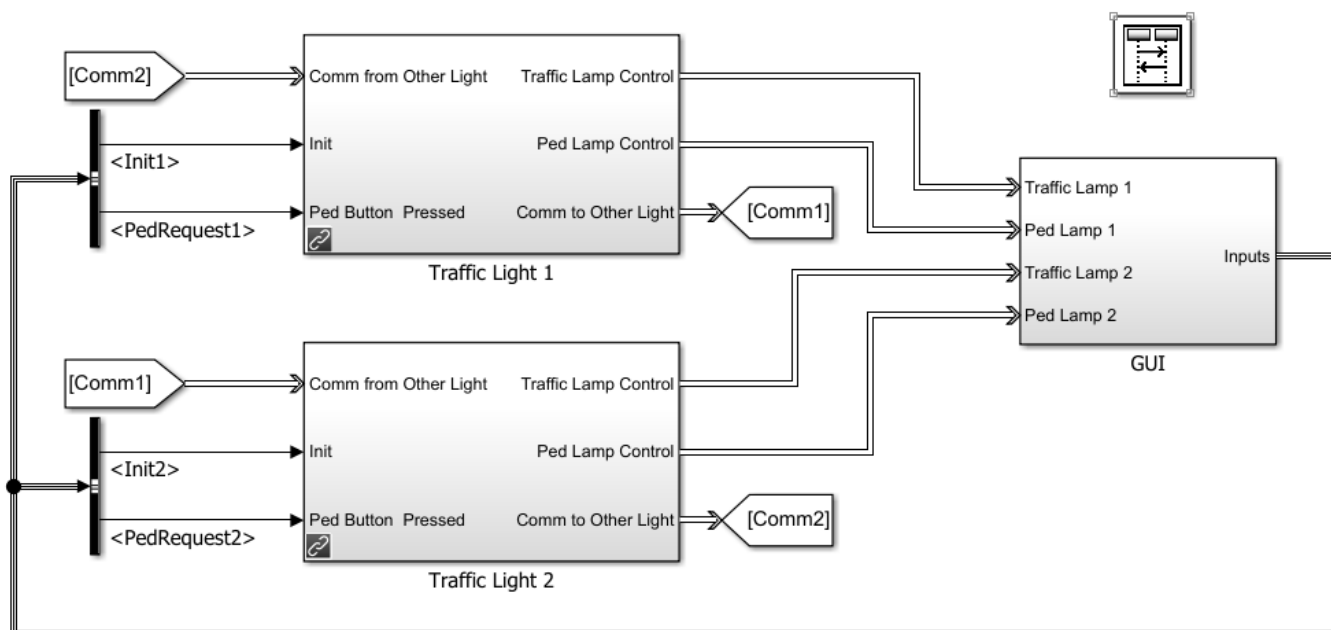 [Comm2]
Comm from Other Light
Traffic Lamp Control
Init
Ped Lamp Control
<Init1>
Ped Button Pressed
Comm to Other Light
[Comm1]
<PedRequest1>
Traffic Light 1
Traffic Lamp 1
Ped Lamp 1
Inputs
Traffic Lamp 2
Ped Lamp 2
GUI
[Comm1]
Comm from Other Light
Traffic Lamp Control
Init
Ped Lamp Control
<Init2>
Ped Button Pressed
Comm to Other Light
[Comm2]
<PedRequest2>
Traffic Light 2